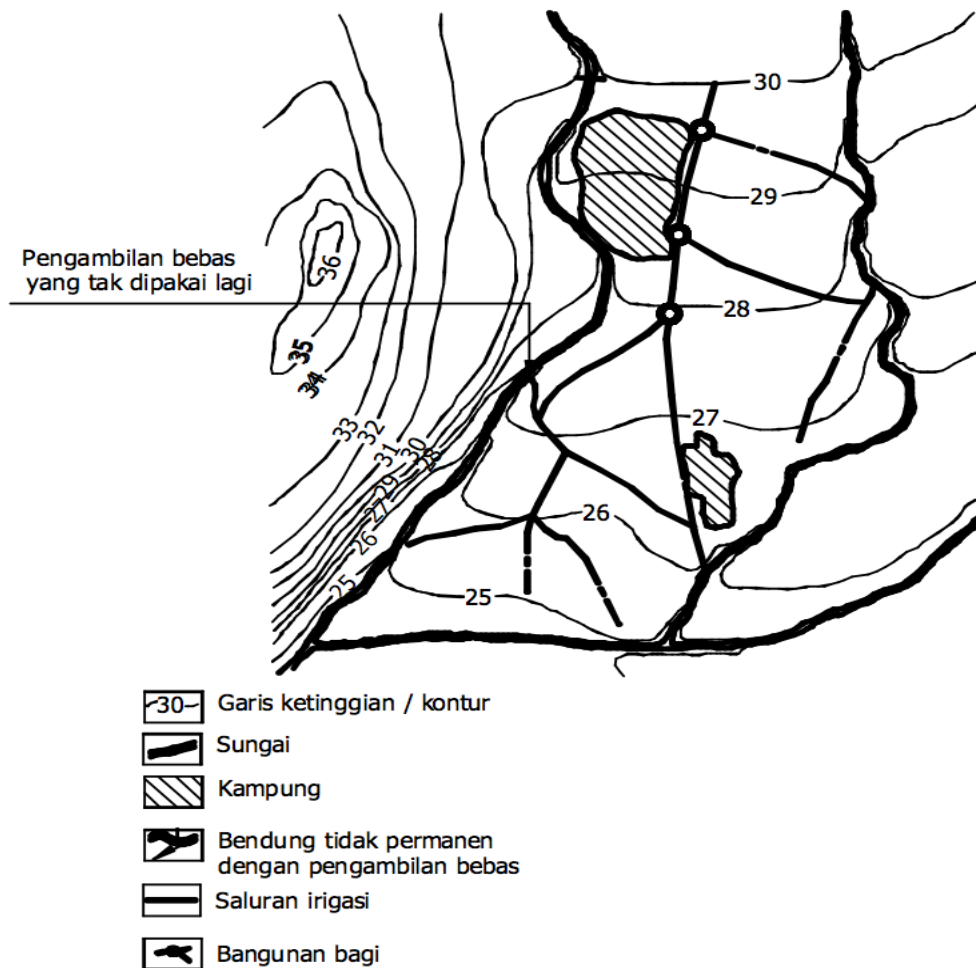 30
29
Pengambilan bebas
yang tak dipakai lagi
36
28
35
34
33
32
31
30
28
29
27
26
25
27
26
25
30 Garis ketinggian / kontur
Sungai
Kampung
Bendung tidak permanen
dengan pengambilan bebas
Saluran irigasi
Bangunan bagi